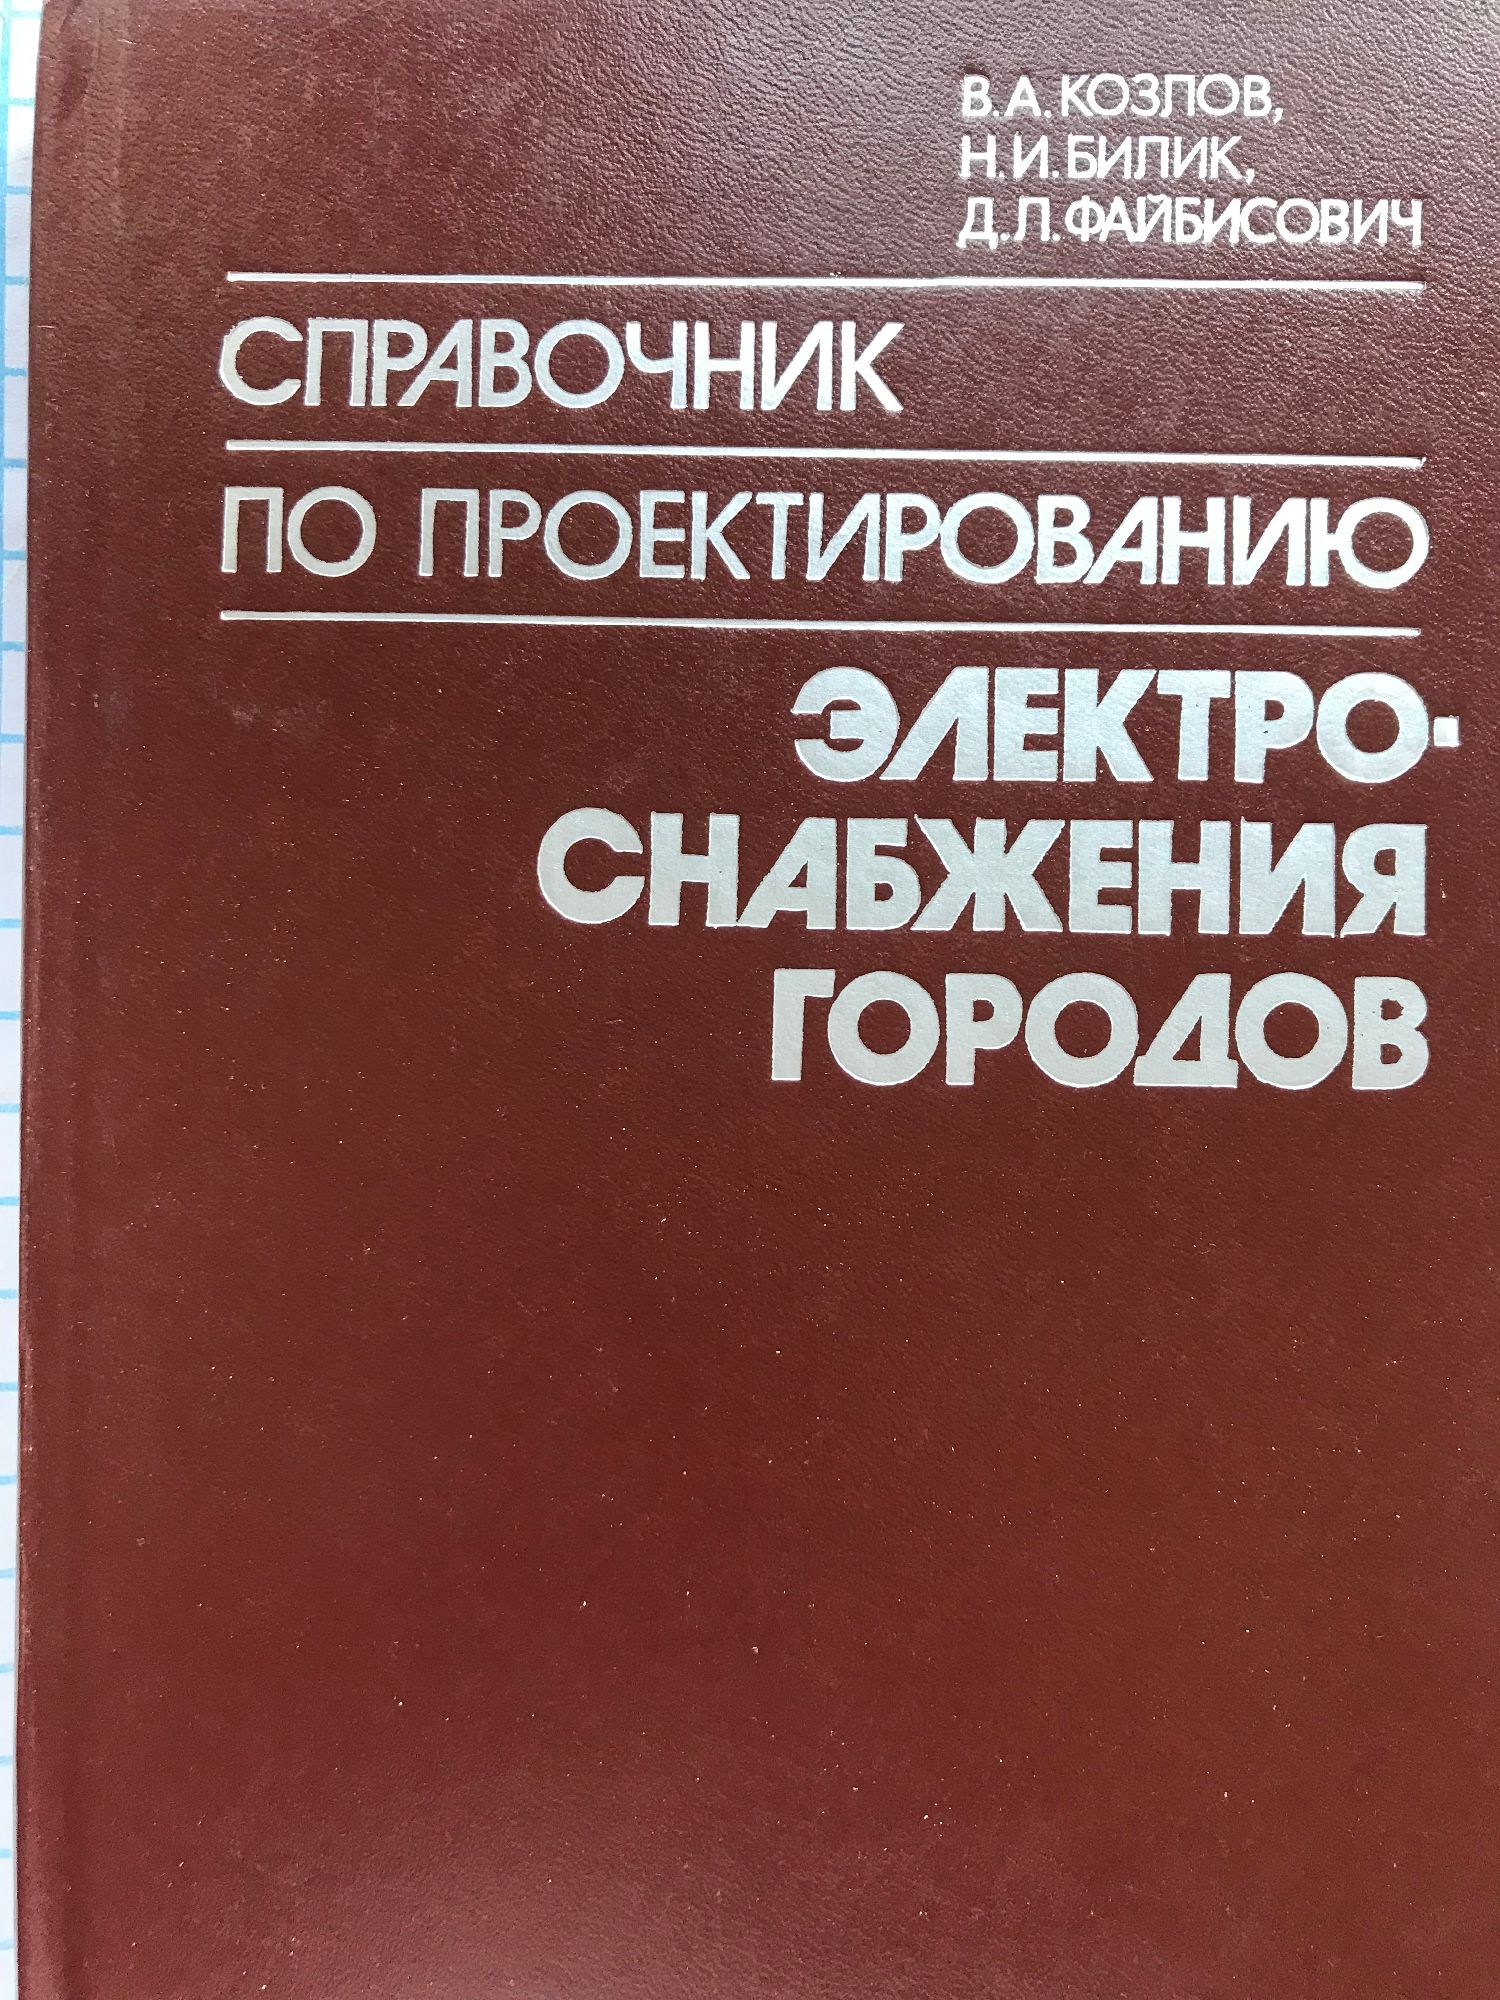 В.А.КОЗЛОВ,
Н.И.БИЛИК,
Д.Л.ФАЙБИСОВИЧ
СПРАВОЧНИК
ПО ПРОЕКТИРОВАНИЮ
ЭЛЕКТРО-
СНАБЖЕНИЯ
ГОРОДОВ